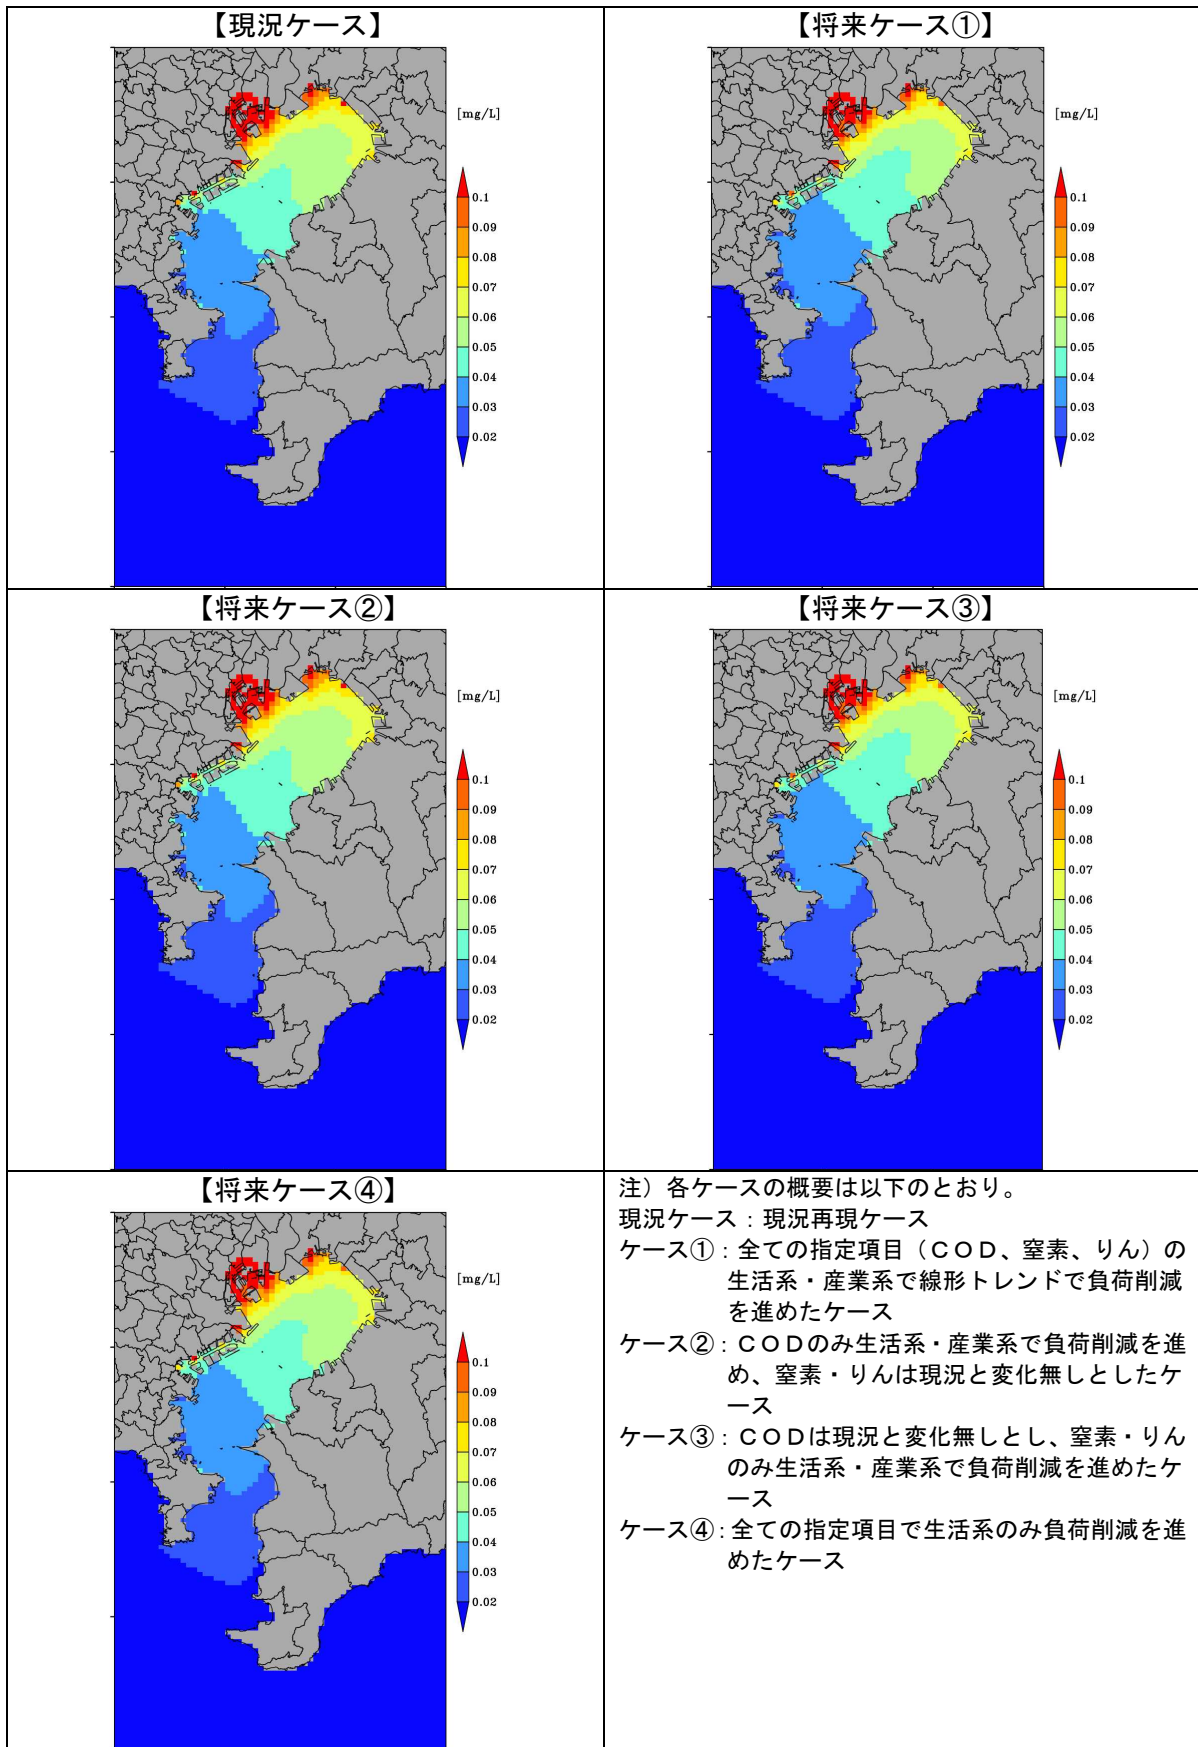 【現況ケース】
[mg/L]
0.1
0.09
0.08
0.07
0.06
0.05
0.04
0.03
0.02
【将来ケース①】
[mg/L]
0.1
0.09
0.08
0.07
0.06
0.05
0.04
0.03
0.02
【将来ケース②】
[mg/L]
0.1
0.09
0.08
0.07
0.06
0.05
0.04
0.03
0.02
【将来ケース③】
[mg/L]
0.1
0.09
0.08
0.07
0.06
0.05
0.04
0.03
0.02
【将来ケース④】
[mg/L]
0.1
0.09
0.08
0.07
0.06
0.05
0.04
0.03
0.02
注）各ケースの概要は以下のとおり。
現況ケース：現況再現ケース
ケース①：全ての指定項目（ＣＯＤ、窒素、りん）の
生活系・産業系で線形トレンドで負荷削減
を進めたケース
ケース②：ＣＯＤのみ生活系・産業系で負荷削減を進
め、窒素・りんは現況と変化無しとしたケ
ース
ケース③：ＣＯＤは現況と変化無しとし、窒素・りん
のみ生活系・産業系で負荷削減を進めたケ
ース
ケース④：全ての指定項目で生活系のみ負荷削減を進
めたケース